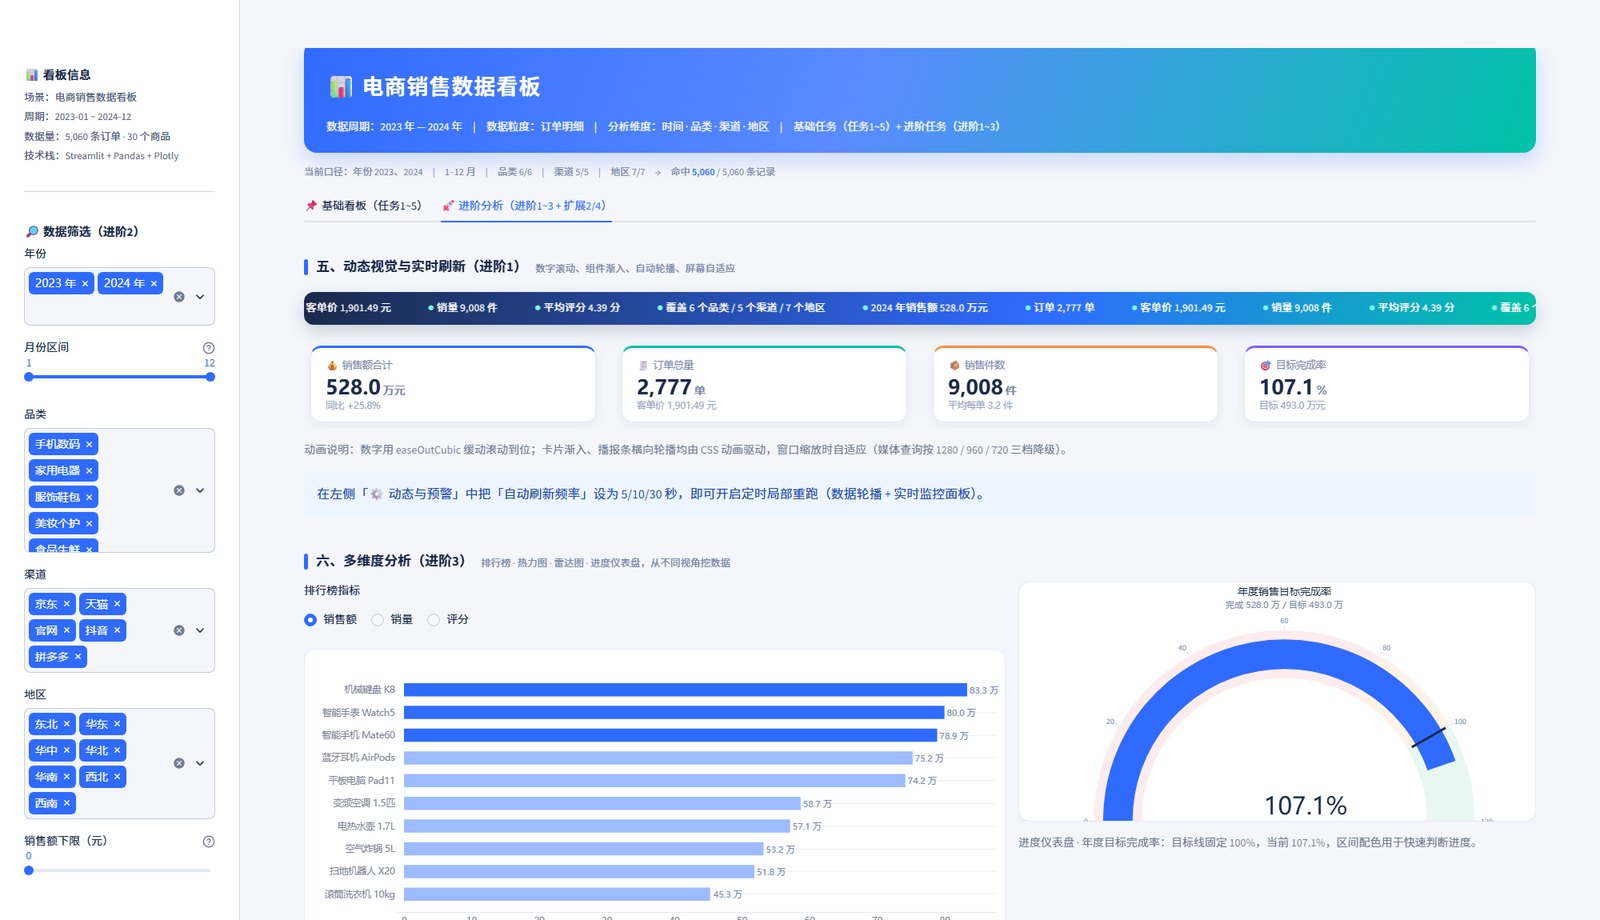 📊 看板信息
场景：电商销售数据看板
周期：2023-01 ~ 2024-12
数据量：5,060 条订单 · 30 个商品
技术栈：Streamlit + Pandas + Plotly
🔎 数据筛选（进阶2）
年份
2023 年 ×
2024 年 ×
月份区间
1
12
品类
手机数码 ×
家用电器 ×
服饰鞋包 ×
美妆个护 ×
食品生鲜 ×
渠道
京东 ×
天猫 ×
官网 ×
抖音 ×
拼多多 ×
地区
东北 ×
华东 ×
华中 ×
华北 ×
华南 ×
西北 ×
西南 ×
销售额下限（元）
0
📊 电商销售数据看板
数据周期：2023 年 — 2024 年 | 数据粒度：订单明细 | 分析维度：时间 · 品类 · 渠道 · 地区 | 基础任务（任务1~5）+ 进阶任务（进阶1~3）
当前口径：年份 2023、2024 | 1–12 月 | 品类 6/6 | 渠道 5/5 | 地区 7/7 → 命中 5,060 / 5,060 条记录
📌 基础看板（任务1~5）
🚀 进阶分析（进阶1~3 + 扩展2/4）
五、动态视觉与实时刷新（进阶1） 数字滚动、组件渐入、自动轮播、屏幕自适应
客单价 1,901.49 元 ● 销量 9,008 件 ● 平均评分 4.39 分 ● 覆盖 6 个品类 / 5 个渠道 / 7 个地区 ● 2024 年销售额 528.0 万元 ● 订单 2,777 单 ● 客单价 1,901.49 元 ● 销量 9,008 件 ● 平均评分 4.39 分 ● 覆盖 6
💰 销售额合计
528.0 万元
同比 +25.8%
🧾 订单总量
2,777 单
客单价 1,901.49 元
📦 销售件数
9,008 件
平均每单 3.2 件
🎯 目标完成率
107.1 %
目标 493.0 万元
动画说明：数字用 easeOutCubic 缓动滚动到位；卡片渐入、播报条横向轮播均由 CSS 动画驱动，窗口缩放时自适应（媒体查询按 1280 / 960 / 720 三档降级）。
在左侧「⚙️ 动态与预警」中把「自动刷新频率」设为 5/10/30 秒，即可开启定时局部重跑（数据轮播 + 实时监控面板）。
六、多维度分析（进阶3） 排行榜 · 热力图 · 雷达图 · 进度仪表盘，从不同视角挖数据
排行榜指标
销售额
销量
评分
机械键盘 K8 83.3 万
智能手表 Watch5 80.0 万
智能手机 Mate60 78.9 万
蓝牙耳机 AirPods 75.2 万
平板电脑 Pad11 74.2 万
变频空调 1.5匹 58.7 万
电热水壶 1.7L 57.1 万
空气炸锅 5L 53.2 万
扫地机器人 X20 51.8 万
滚筒洗衣机 10kg 45.3 万
0 10 20 30 40 50 60 70 80
年度销售目标完成率
完成 528.0 万 / 目标 493.0 万
0
20
40
60
80
100
120
107.1%
进度仪表盘 · 年度目标完成率：目标线固定 100%，当前 107.1%，区间配色用于快速判断进度。